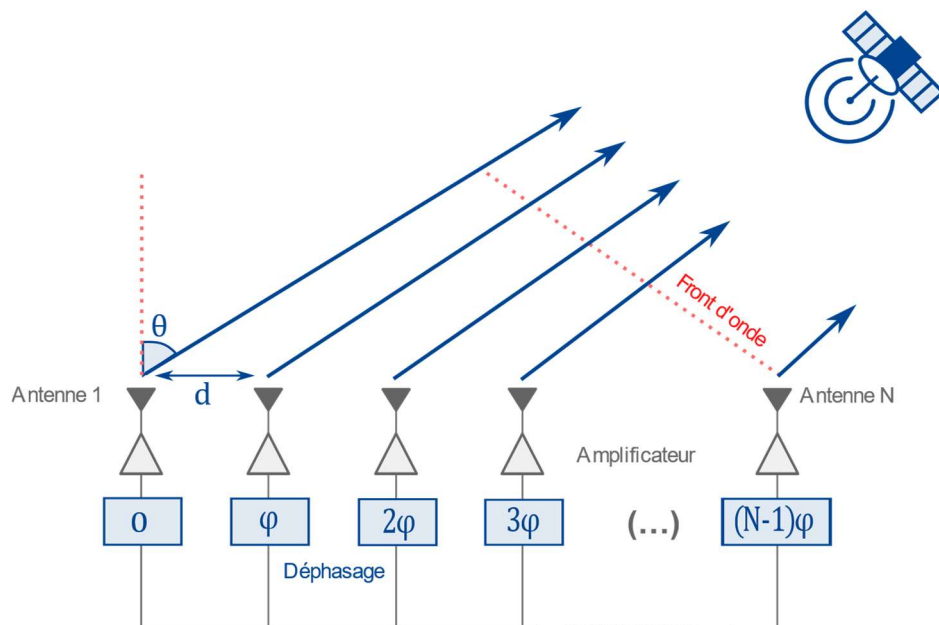 Front d'onde
θ
d
Antenne 1
Antenne N
Amplificateur
0
φ
2φ
3φ
(...)
(N-1)φ
Déphasage